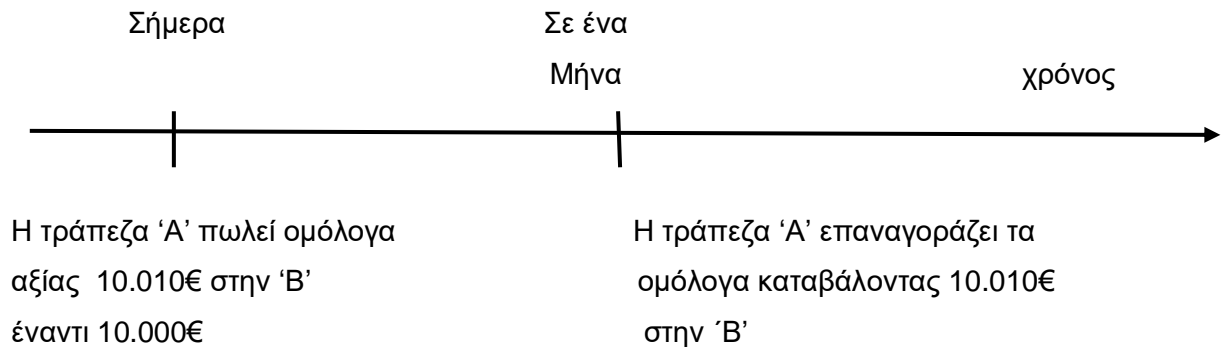 Σήμερα
Σε ένα
Μήνα
χρόνος
Η τράπεζα ‘Α’ πωλεί ομόλογα
αξίας 10.010€ στην ‘Β’
έναντι 10.000€
Η τράπεζα ‘Α’ επαναγοράζει τα
ομόλογα καταβάλοντας 10.010€
στην ΄Β’